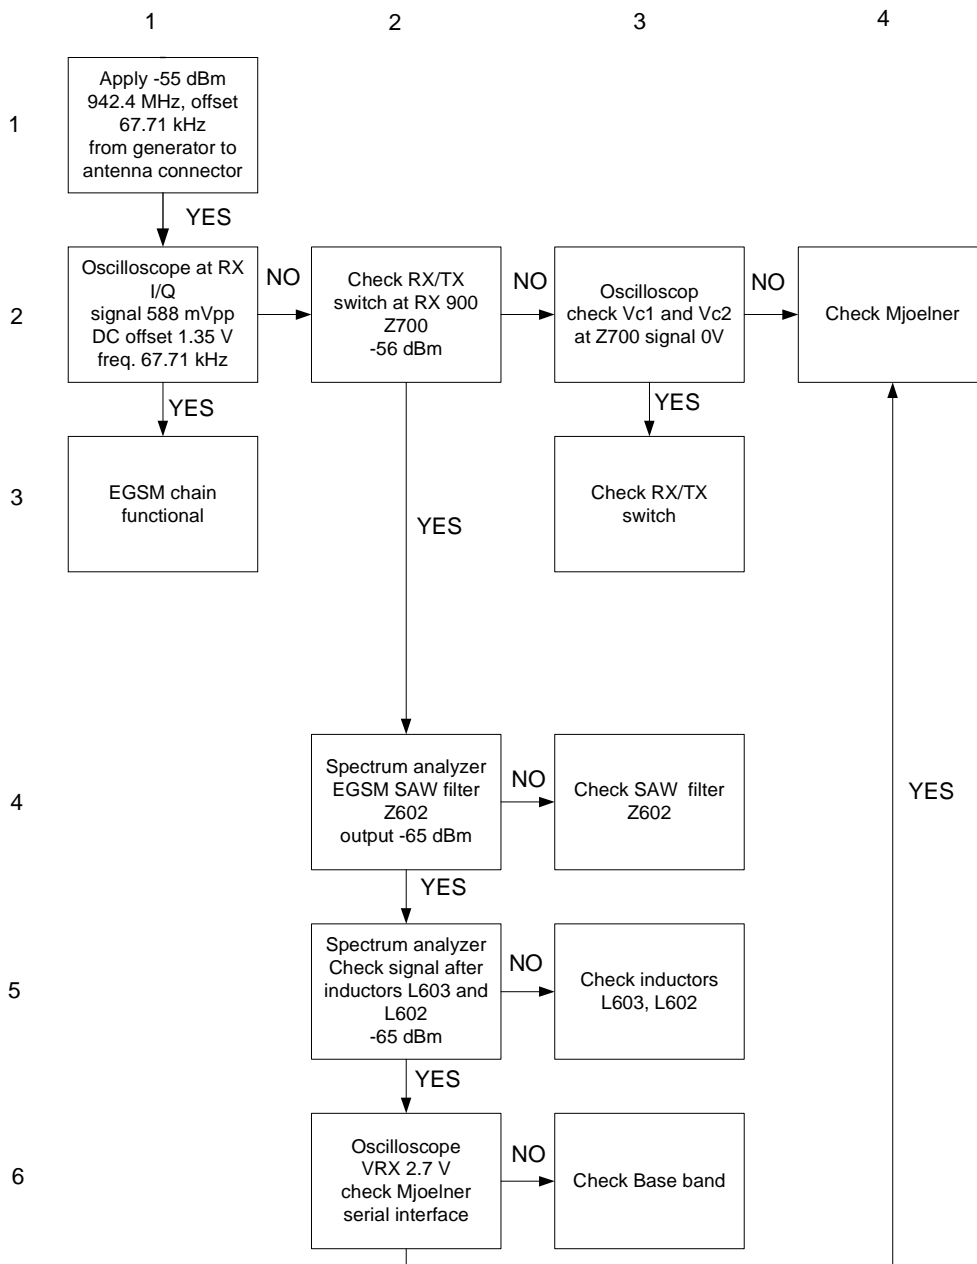 1
2
3
4
1
Apply -55 dBm
942.4 MHz, offset
67.71 kHz
from generator to
antenna connector
YES
2
Oscilloscope at RX
I/Q
signal 588 mVpp
DC offset 1.35 V
freq. 67.71 kHz
NO
Check RX/TX
switch at RX 900
Z700
-56 dBm
NO
Oscilloscop
check Vc1 and Vc2
at Z700 signal 0V
NO
Check Mjoelner
YES
YES
3
EGSM chain
functional
YES
Check RX/TX
switch
4
Spectrum analyzer
EGSM SAW filter
Z602
output -65 dBm
NO
Check SAW filter
Z602
YES
YES
5
Spectrum analyzer
Check signal after
inductors L603 and
L602
-65 dBm
NO
Check inductors
L603, L602
YES
6
Oscilloscope
VRX 2.7 V
check Mjoelner
serial interface
NO
Check Base band